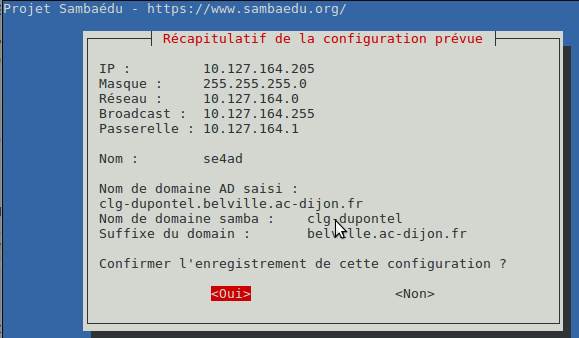 Projet Sambaédu - https://www.sambaedu.org/
Récapitulatif de la configuration prévue
IP : 10.127.164.205
Masque : 255.255.255.0
Réseau : 10.127.164.0
Broadcast : 10.127.164.255
Passerelle : 10.127.164.1
Nom : se4ad
Nom de domaine AD saisi :
clg-dupontel.belville.ac-dijon.fr
Nom de domaine samba : clg-dupontel
Suffixe du domain : belville.ac-dijon.fr
Confirmer l'enregistrement de cette configuration ?
<Oui> <Non>